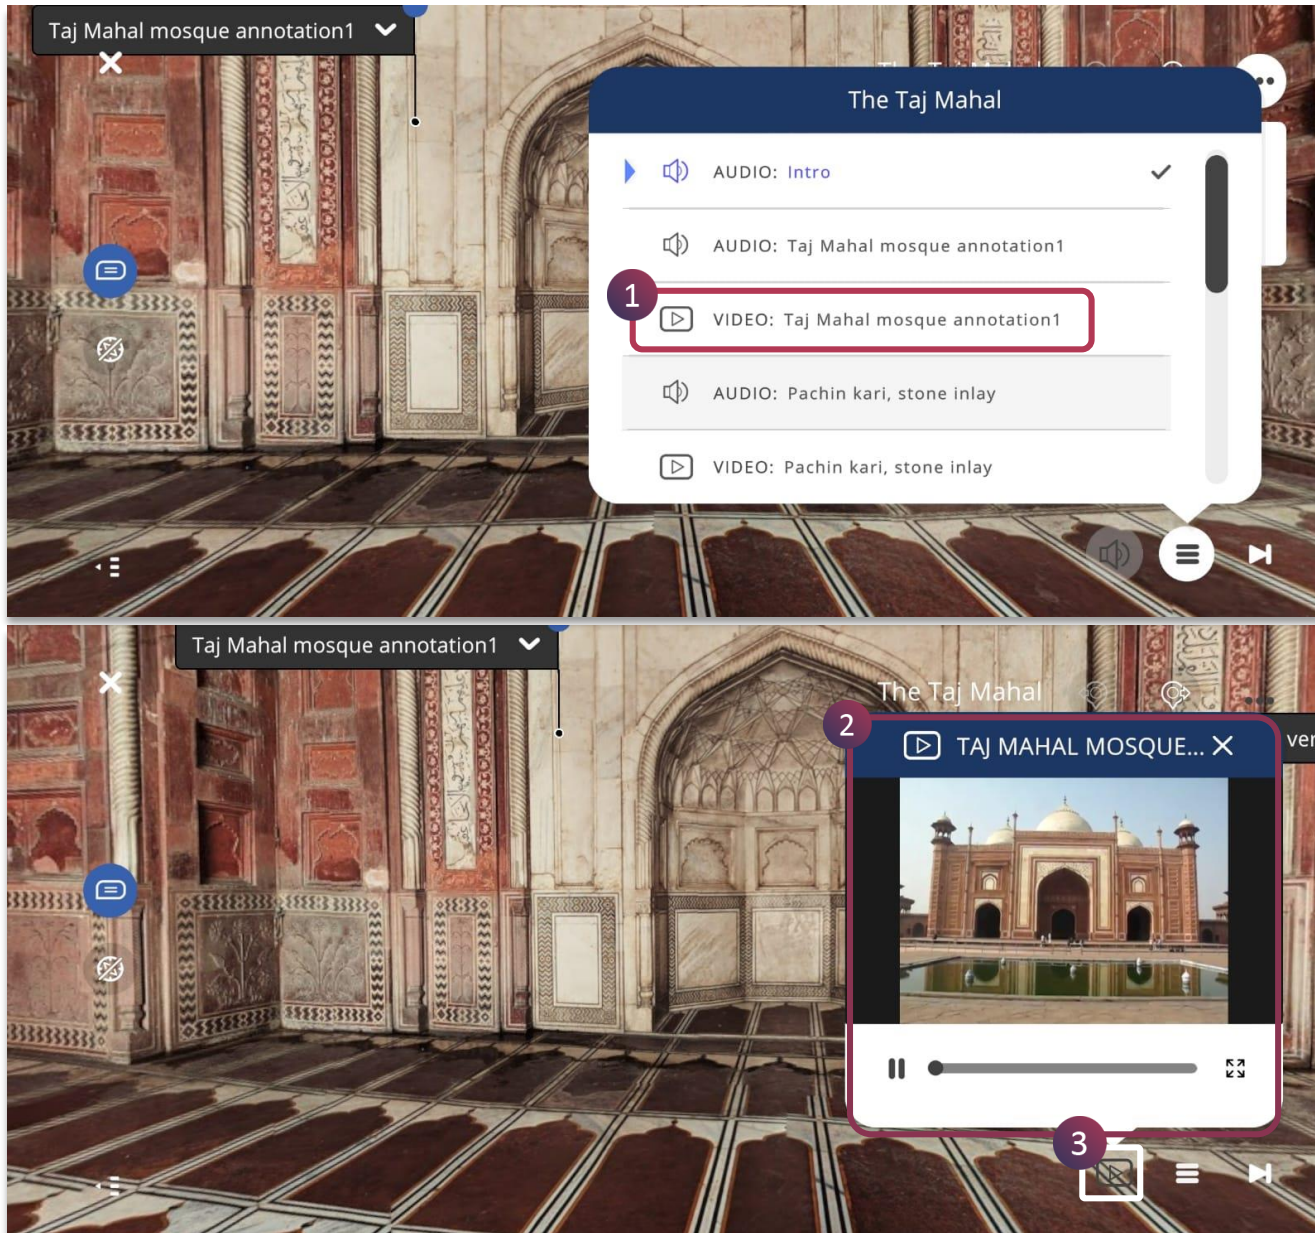 Taj Mahal mosque annotation1
The Taj Mahal
AUDIO: Intro
AUDIO: Taj Mahal mosque annotation1
1
VIDEO: Taj Mahal mosque annotation1
AUDIO: Pachin kari, stone inlay
VIDEO: Pachin kari, stone inlay
Taj Mahal mosque annotation1
The Taj Mahal
2
TAJ MAHAL MOSQUE...
ver
3